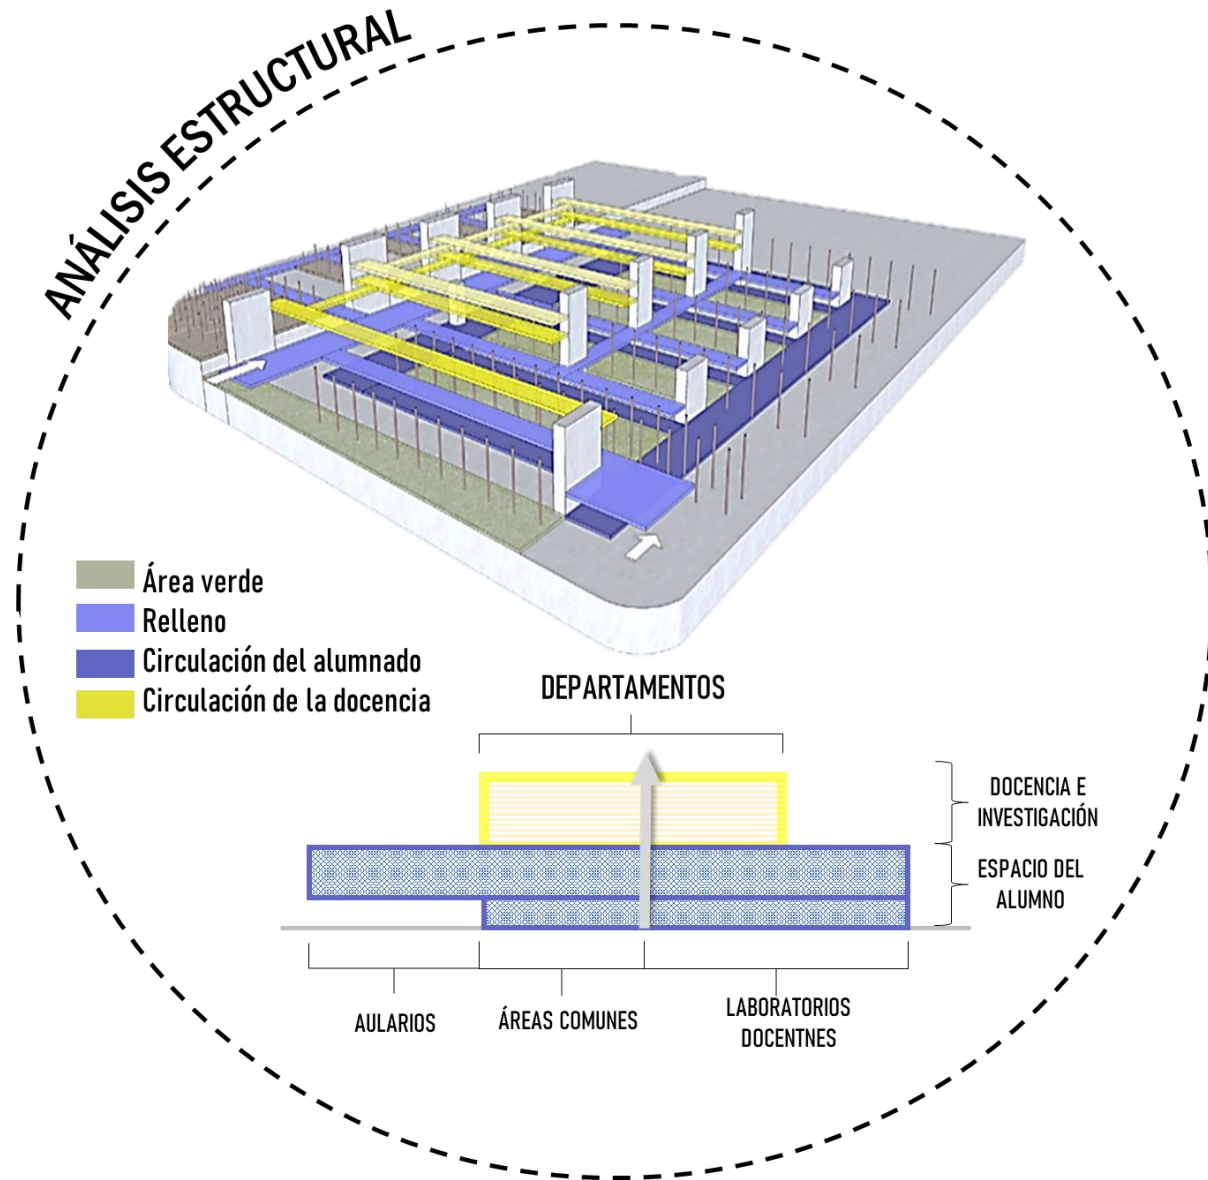 ANÁLISIS ESTRUCTURAL
Área verde
Relleno
Circulación del alumnado
Circulación de la docencia
DEPARTAMENTOS
DOCENCIA E
INVESTIGACIÓN
ESPACIO DEL
ALUMNO
AULARIOS
ÁREAS COMUNES
LABORATORIOS
DOCENTNES